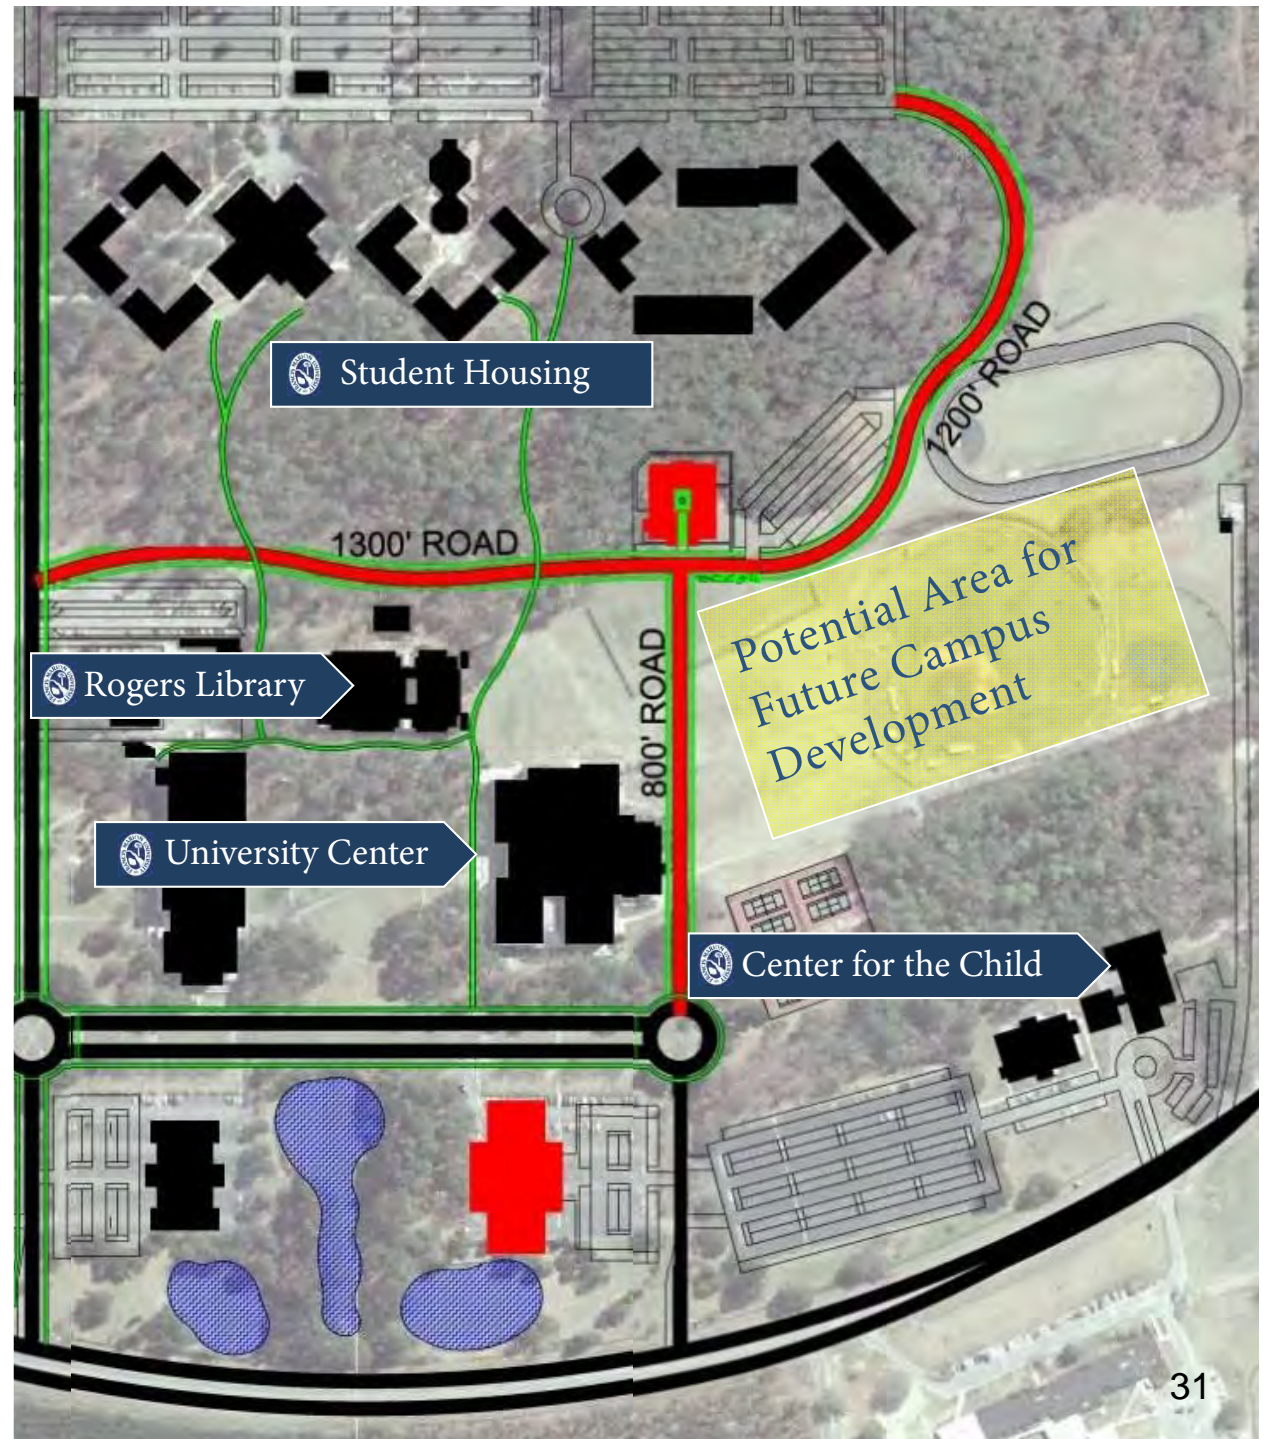 Student Housing
1200' ROAD
1300' ROAD
Potential Area for
Future Campus
Development
Rogers Library
800' ROAD
University Center
Center for the Child
31